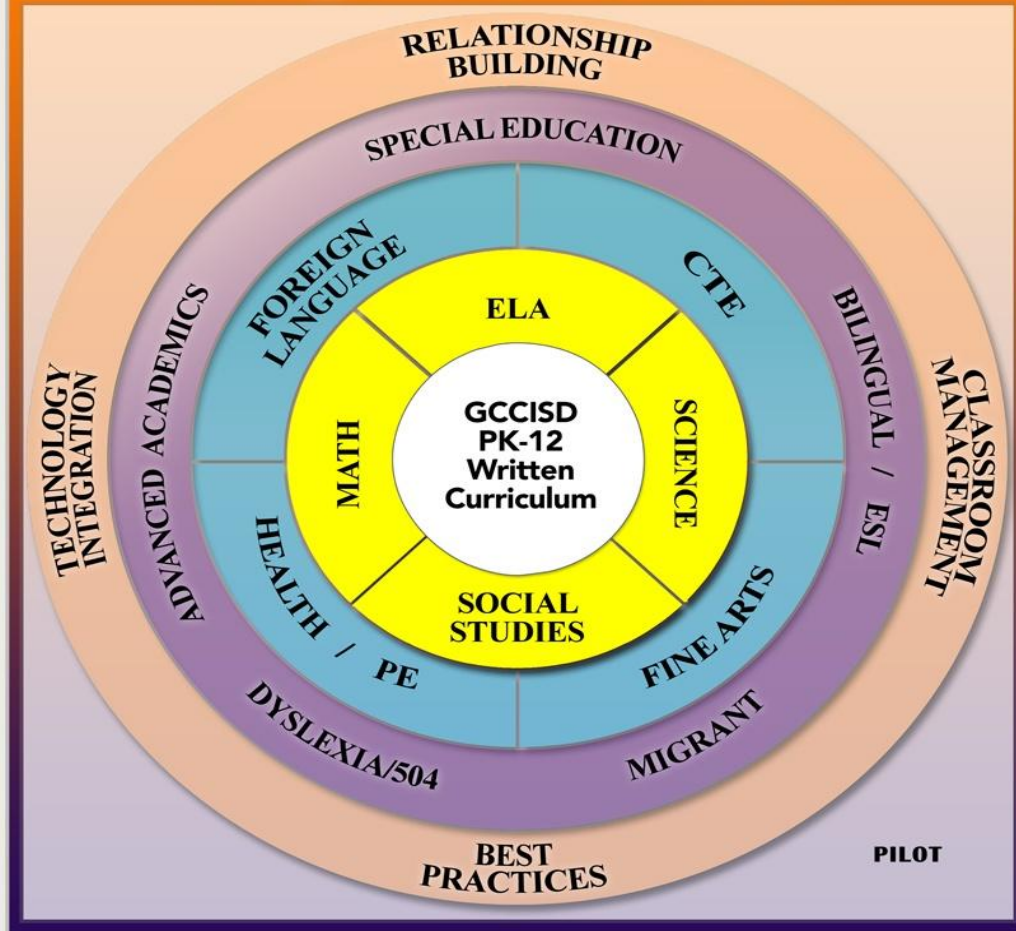 RELATIONSHIP
BUILDING
SPECIAL EDUCATION
FOREIGN
LANGUAGE
CTE
ELA
BILINGUAL / ESL
ADVANCED ACADEMICS
TECHNOLOGY
INTEGRATION
CLASSROOM
MANAGEMENT
MATH
GCCISD
PK-12
Written
Curriculum
SCIENCE
HEALTH / PE
SOCIAL
STUDIES
FINE ARTS
DYSLEXIA/504
MIGRANT
BEST
PRACTICES
PILOT